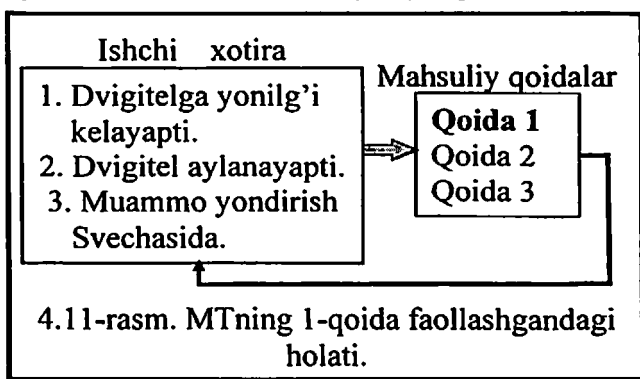 Ishchi xotira
1. Dvigitelga yonilg'i
kelayapti.
2. Dvigitel aylanayapti.
3. Muammo yondirish
Svechasida.
Mahsuliy qoidalar
Qoida 1
Qoida 2
Qoida 3
4.11-rasm. MTning 1-qoida faollashgandagi
holati.